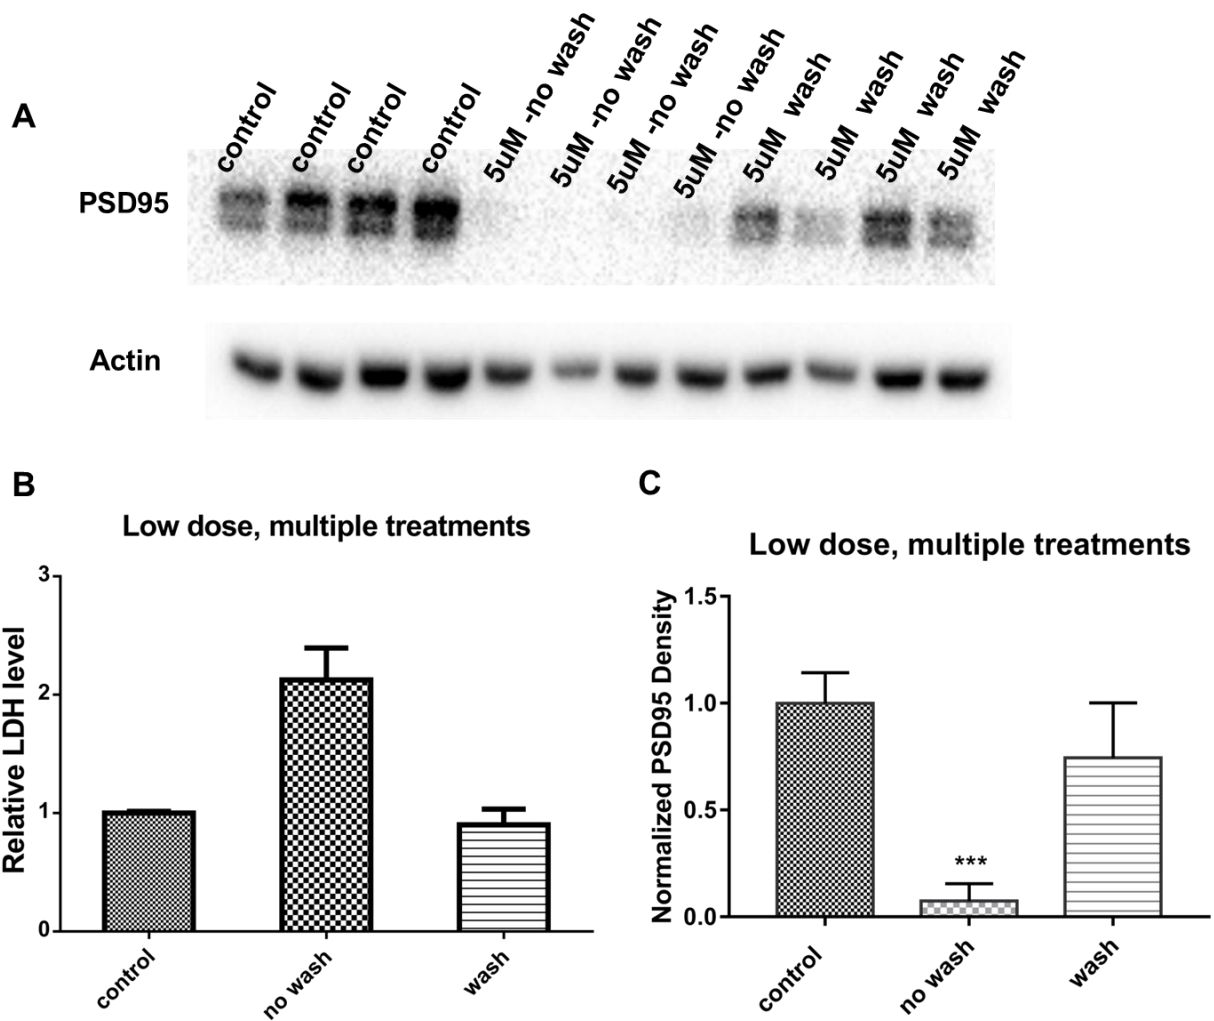 A
control control control control 5uM -no wash 5uM -no wash 5uM -no wash 5uM -no wash 5uM wash 5uM wash 5uM wash 5uM wash
PSD95
Actin
B
Low dose, multiple treatments
Relative LDH level
3
2
1
0
control no wash wash
C
Low dose, multiple treatments
Normalized PSD95 Density
1.5
1.0
0.5
0.0
***
control no wash wash